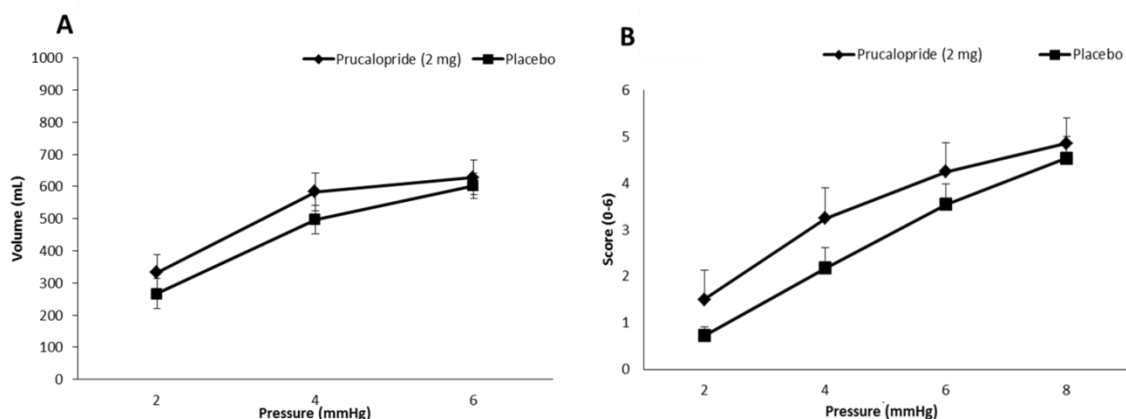 A
Prucalopride (2 mg) Placebo
1000
900
800
700
600
500
400
300
200
100
0
Volume (mL)
2 4 6
Pressure (mmHg)
B
Prucalopride (2 mg) Placebo
6
5
4
3
2
1
0
Score (0-6)
2 4 6 8
Pressure (mmHg)